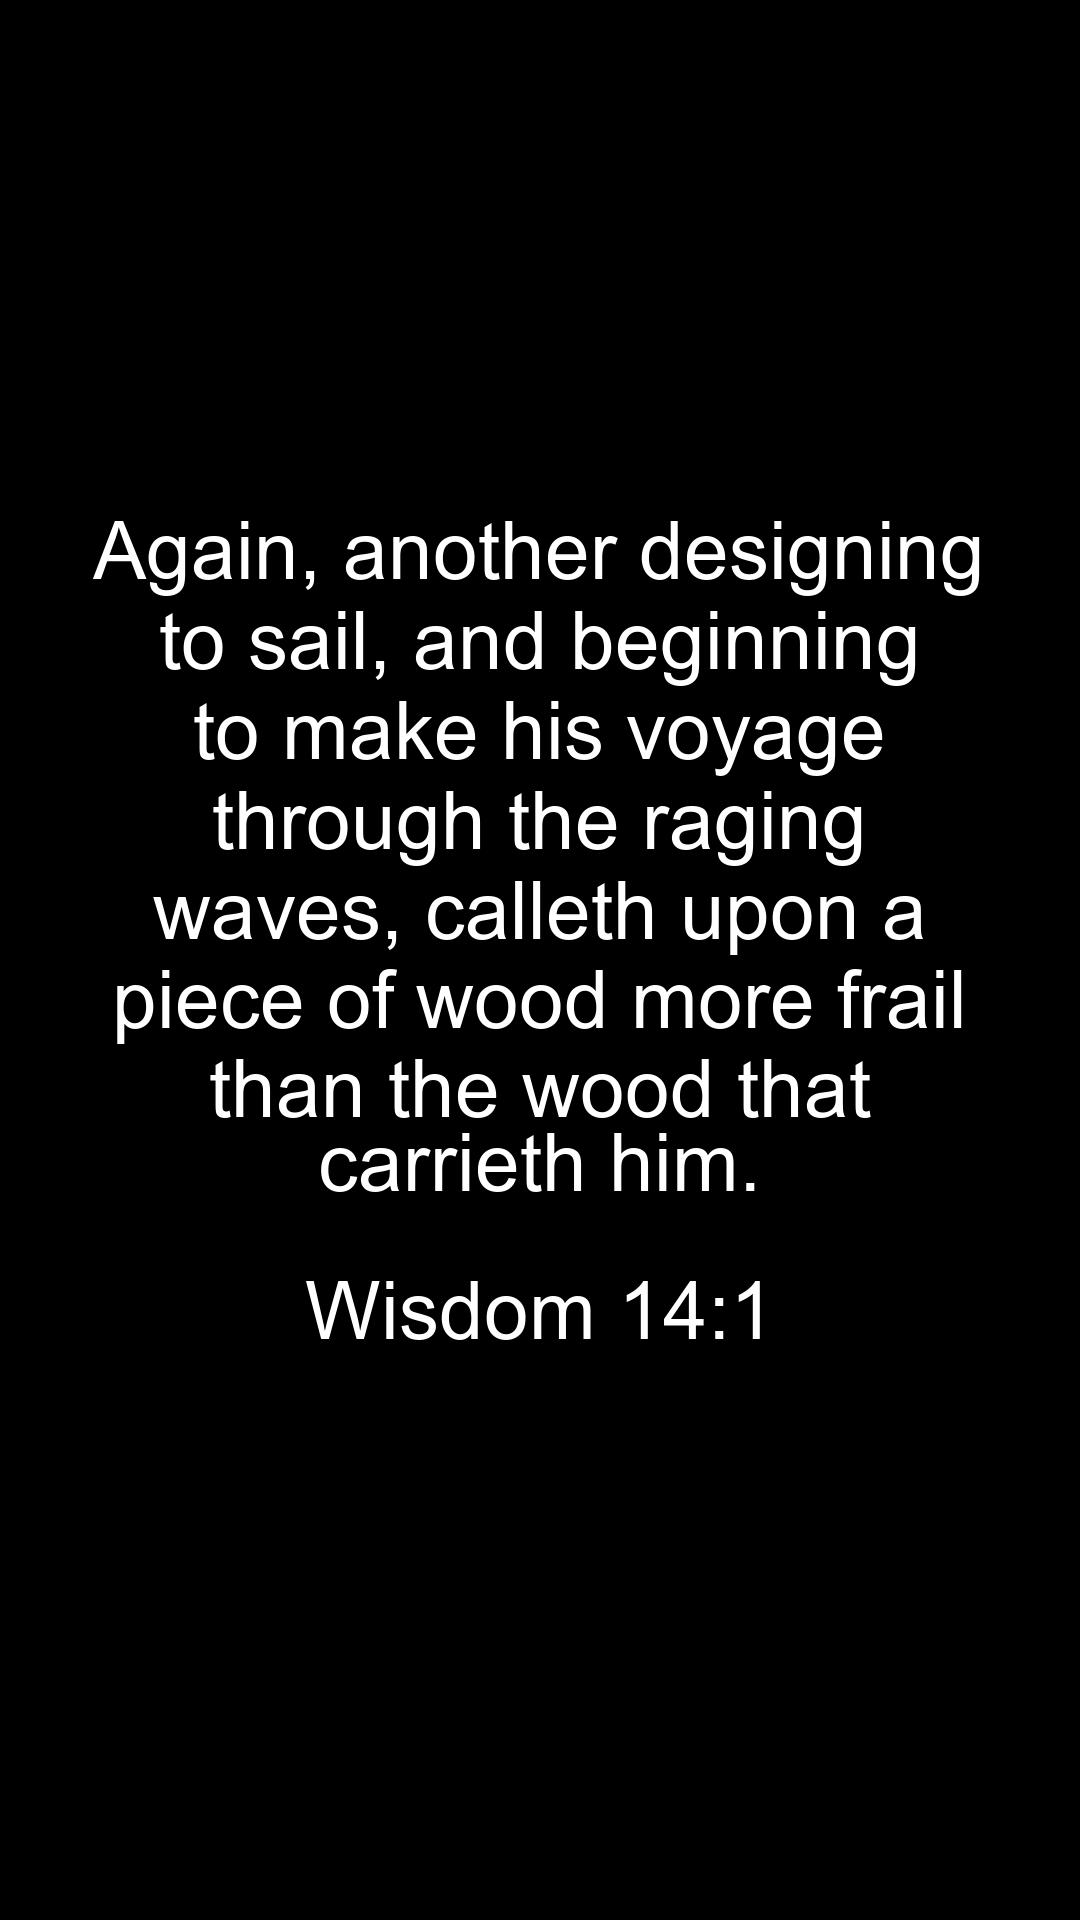 Again, another designing
to sail, and beginning
to make his voyage
through the raging
waves, calleth upon a
piece of wood more frail
than the wood that
carrieth him.
Wisdom 14:1